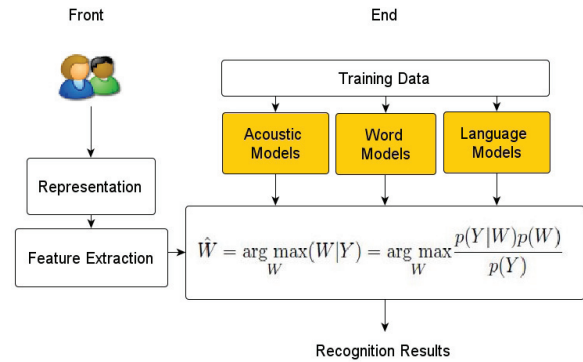 Front
End
Training Data
Acoustic
Models
Word
Models
Language
Models
Representation
Feature Extraction
Ŵ = arg max(W|Y) = arg max p(Y|W)p(W)
W W p(Y)
Recognition Results